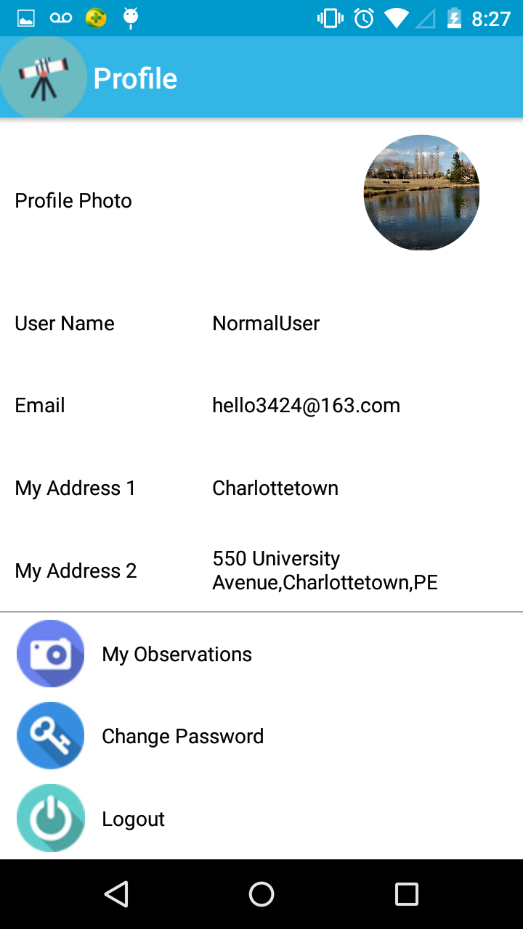 8:27
Profile
Profile Photo
User Name
NormalUser
Email
hello3424@163.com
My Address 1
Charlottetown
My Address 2
550 University
Avenue,Charlottetown,PE
My Observations
Change Password
Logout